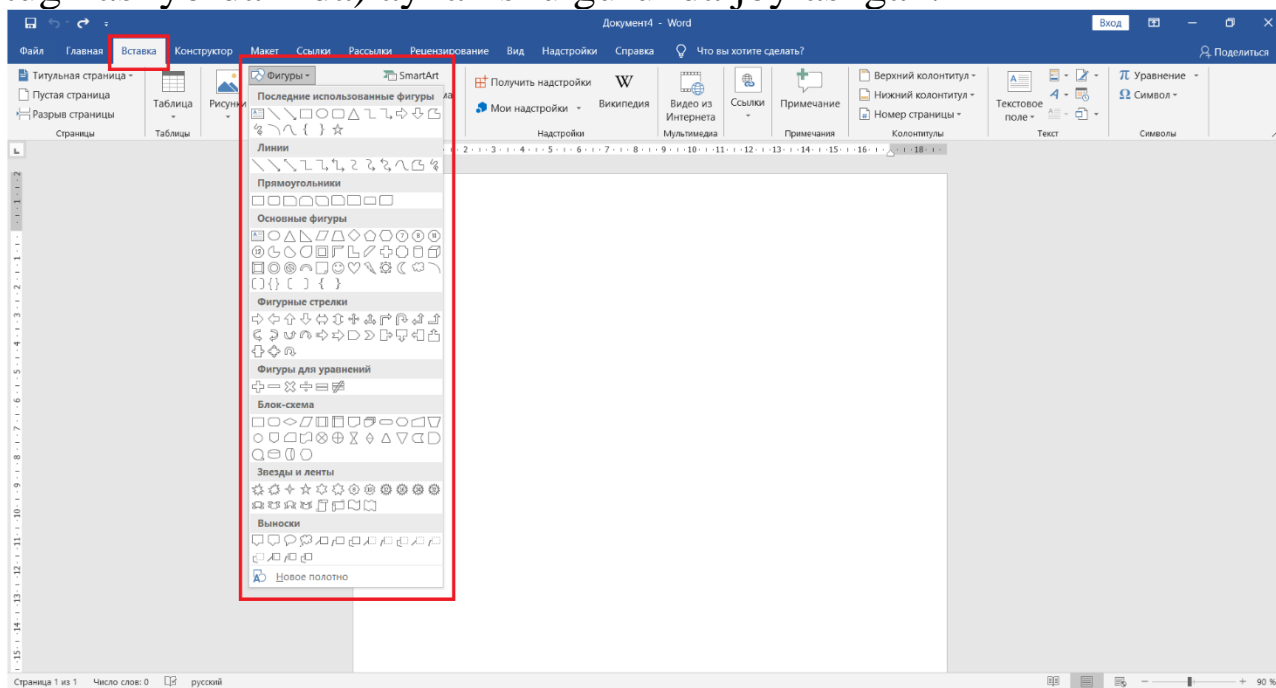 Документ4 - Word
Вход
Файл Главная Вставка Конструктор Макет Ссылки Рассылки Рецензирование Вид Надстройки Справка Что вы хотите сделать? Поделиться
Титульная страница
Пустая страница
Разрыв страницы
Страницы
Таблица
Таблицы
Рисунки
Фигуры
SmartArt
Получить надстройки
Мои надстройки
Надстройки
Википедия
Видео из Интернета
Мультимедиа
Ссылки
Примечание
Примечания
Верхний колонтитул
Нижний колонтитул
Номер страницы
Колонтитулы
Текстовое поле
Текст
Уравнение
Символ
Символы
Последние использованные фигуры
Линии
Прямоугольники
Основные фигуры
Фигурные стрелки
Фигуры для уравнений
Блок-схема
Звезды и ленты
Выноски
Новое полотно
Страница 1 из 1 Число слов: 0 русский 90 %